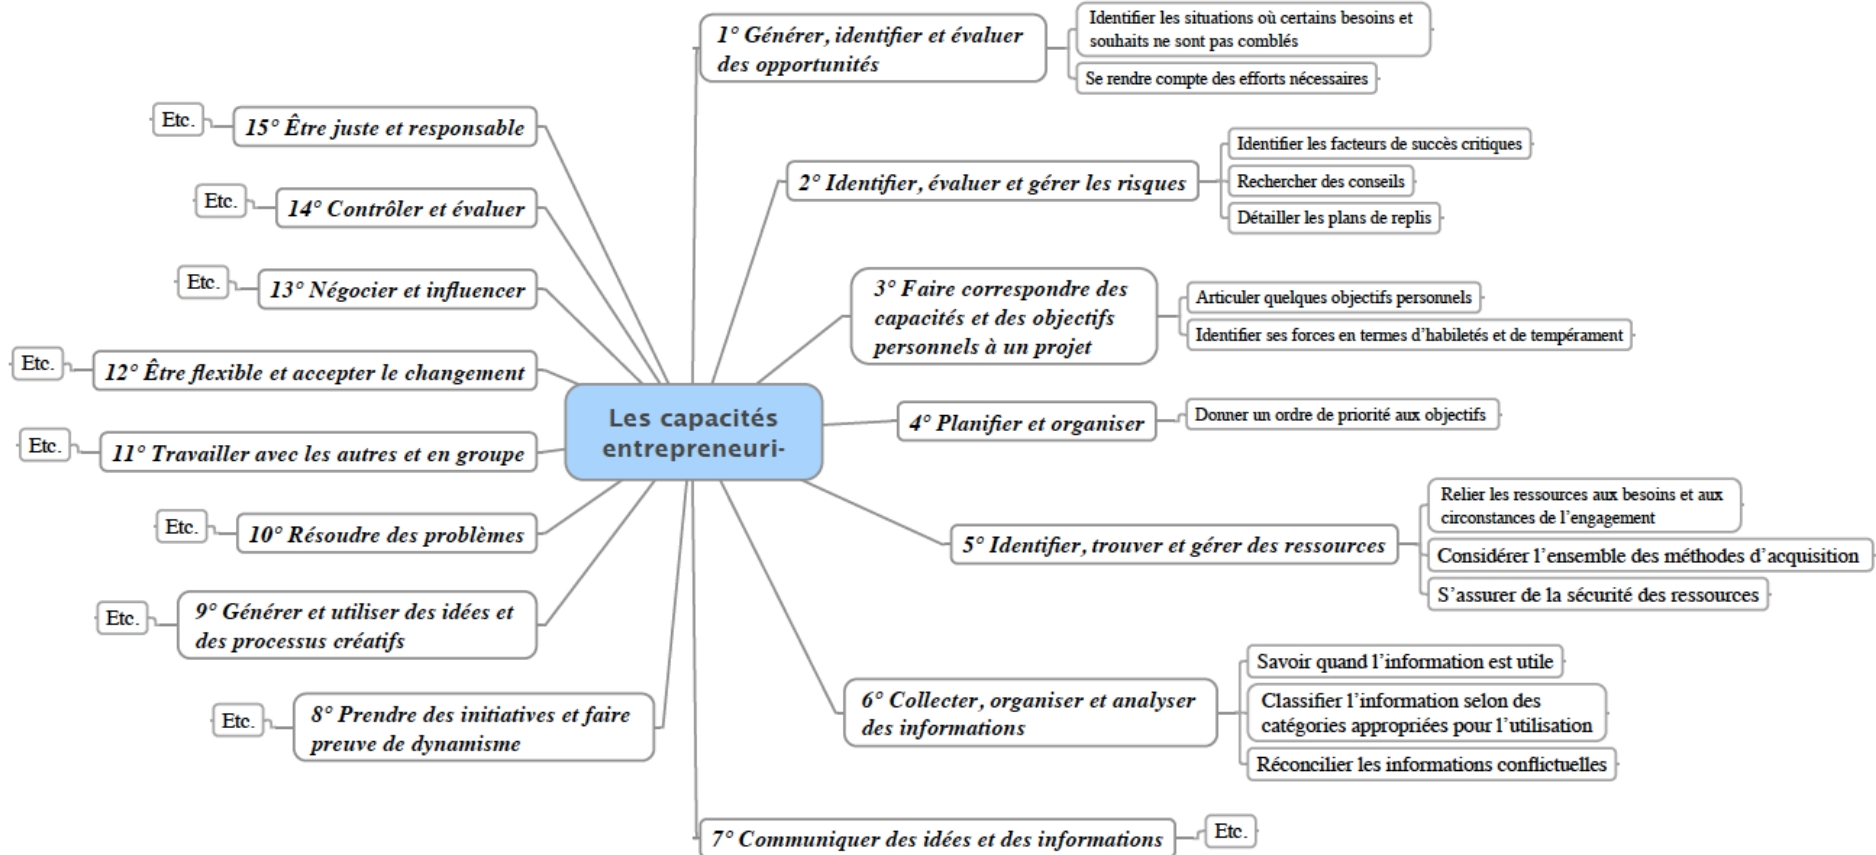 Les capacités
entrepreneuri-
1° Générer, identifier et évaluer
des opportunités
Identifier les situations où certains besoins et
souhaits ne sont pas comblés
Se rendre compte des efforts nécessaires
2° Identifier, évaluer et gérer les risques
Identifier les facteurs de succès critiques
Rechercher des conseils
Détailler les plans de replis
3° Faire correspondre des
capacités et des objectifs
personnels à un projet
Articuler quelques objectifs personnels
Identifier ses forces en termes d'habiletés et de tempérament
4° Planifier et organiser
Donner un ordre de priorité aux objectifs
5° Identifier, trouver et gérer des ressources
Relier les ressources aux besoins et aux
circonstances de l'engagement
Considérer l'ensemble des méthodes d'acquisition
S'assurer de la sécurité des ressources
6° Collecter, organiser et analyser
des informations
Savoir quand l'information est utile
Classifier l'information selon des
catégories appropriées pour l'utilisation
Réconcilier les informations conflictuelles
7° Communiquer des idées et des informations
Etc.
8° Prendre des initiatives et faire
preuve de dynamisme
Etc.
9° Générer et utiliser des idées et
des processus créatifs
Etc.
10° Résoudre des problèmes
Etc.
11° Travailler avec les autres et en groupe
Etc.
12° Être flexible et accepter le changement
Etc.
13° Négocier et influencer
Etc.
14° Contrôler et évaluer
Etc.
15° Être juste et responsable
Etc.